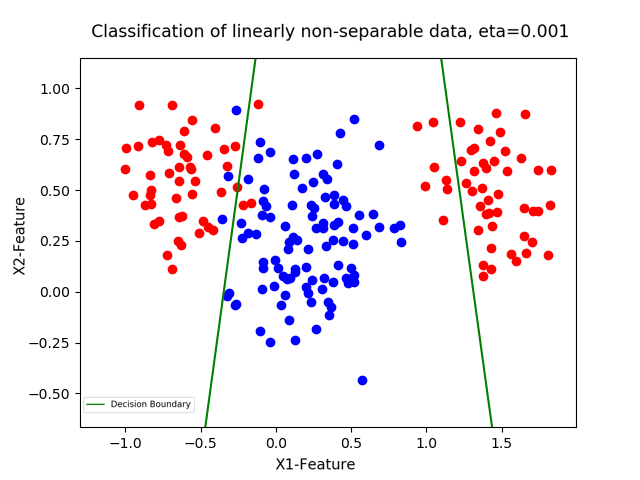 Classification of linearly non-separable data, eta=0.001
X2-Feature
1.00
0.75
0.50
0.25
0.00
−0.25
−0.50
Decision Boundary
−1.0 −0.5 0.0 0.5 1.0 1.5
X1-Feature